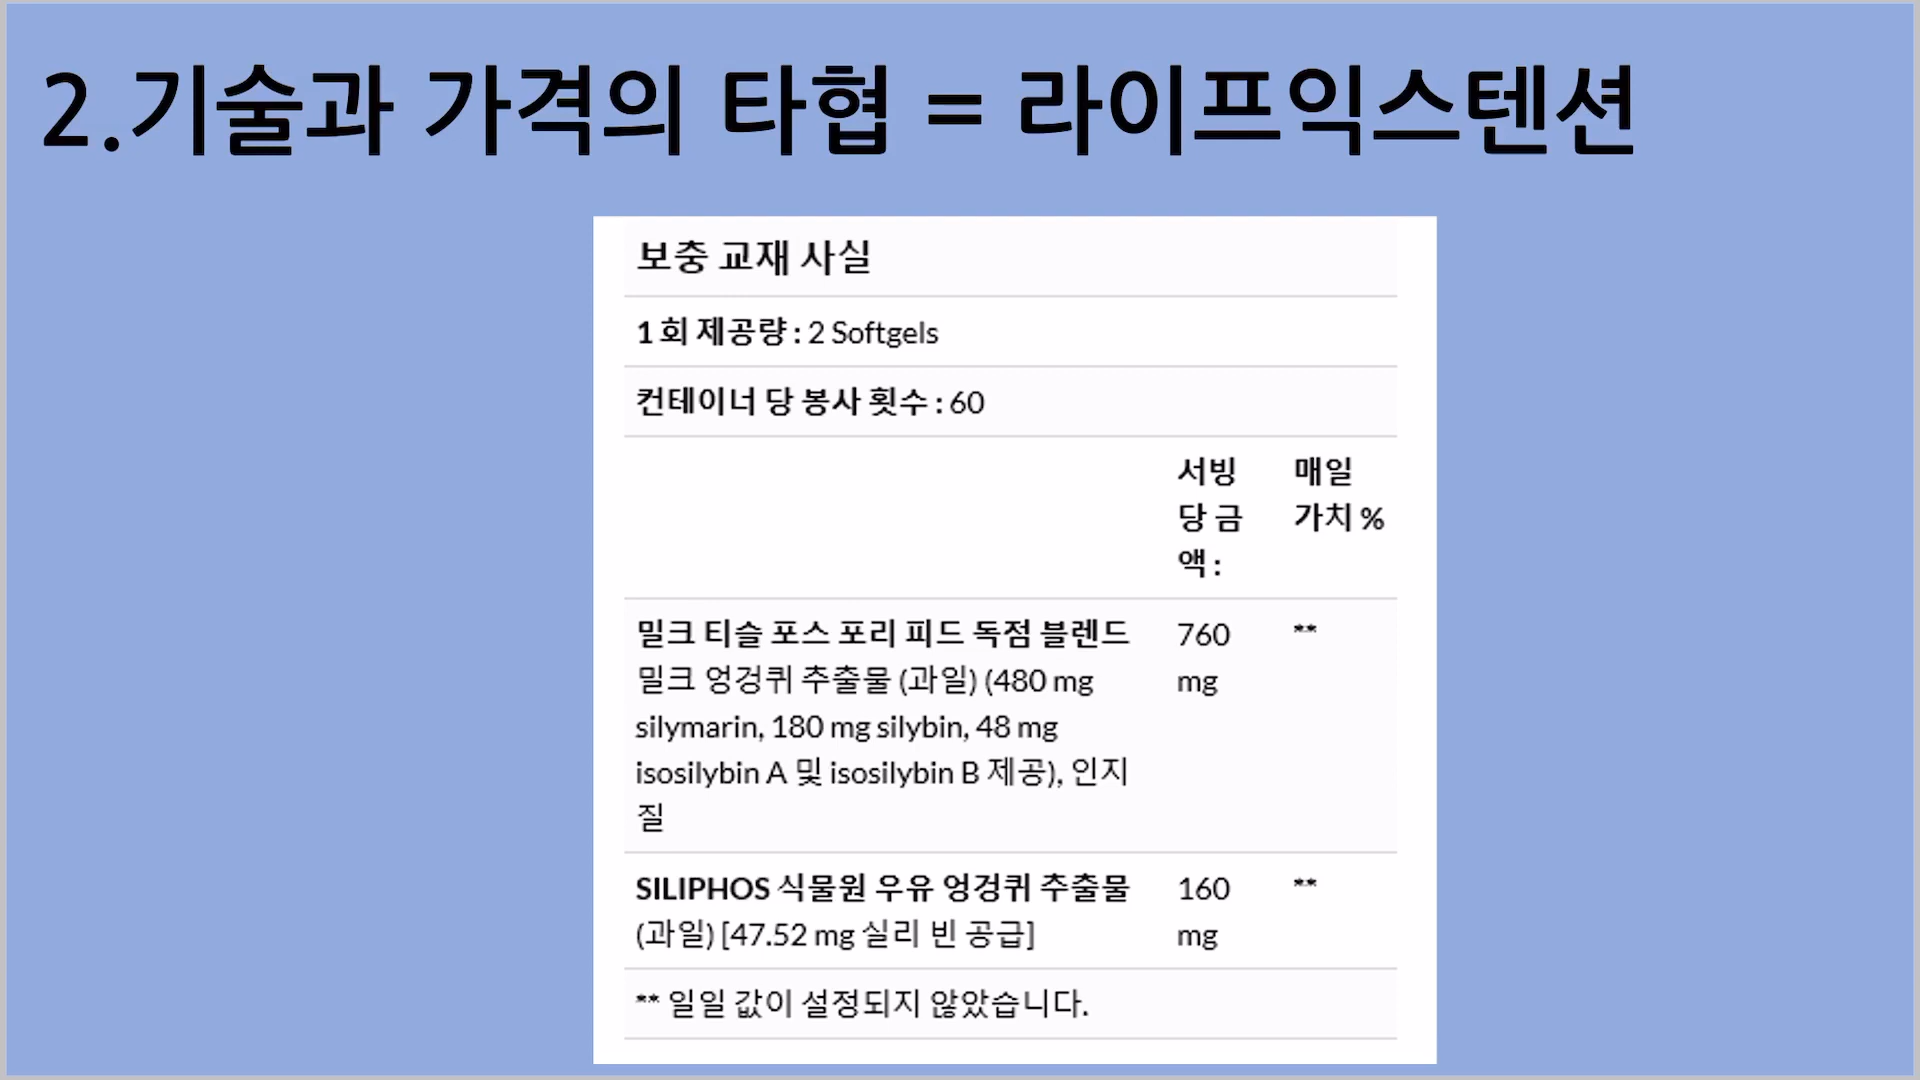 2.기술과 가격의 타협 = 라이프익스텐션
보충 교재 사실
1 회 제공량 : 2 Softgels
컨테이너 당 봉사 횟수 : 60
서빙
당 금
액 :
매일
가치 %
밀크 티슬 포스 포리 피드 독점 블렌드
밀크 엉겅퀴 추출물 (과일) (480 mg
silymarin, 180 mg silybin, 48 mg
isosilybin A 및 isosilybin B 제공), 인지
질
760
mg
**
SILIPHOS 식물원 우유 엉겅퀴 추출물
(과일) [47.52 mg 실리 빈 공급]
160
mg
**
** 일일 값이 설정되지 않았습니다.